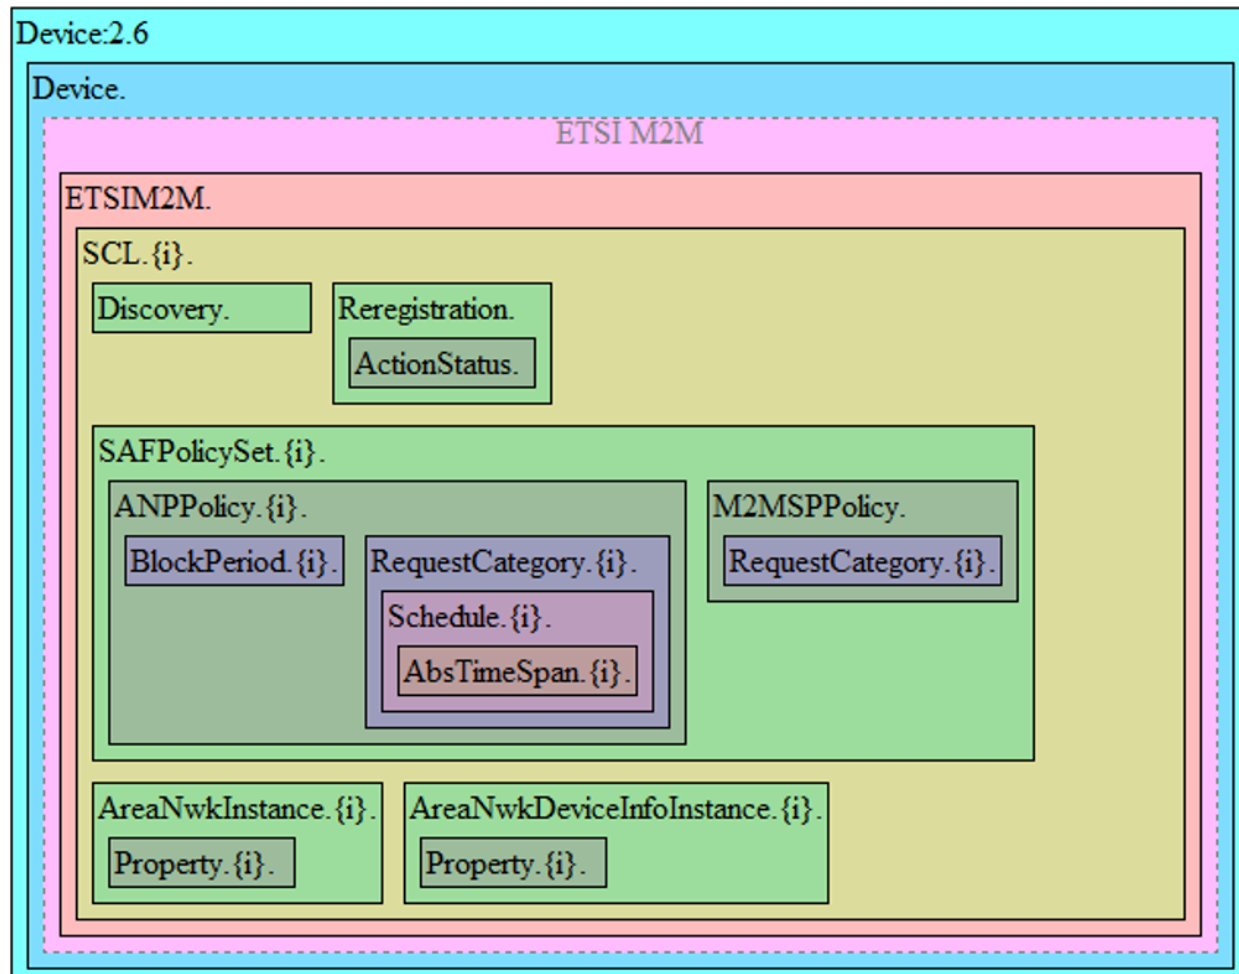 Device:2.6
Device.
ETSI M2M
ETSIM2M.
SCL.{i}.
Discovery.
Reregistration.
ActionStatus.
SAFPolicySet.{i}.
ANPPolicy.{i}.
M2MSPPolicy.
BlockPeriod.{i}.
RequestCategory.{i}.
RequestCategory.{i}.
Schedule.{i}.
AbsTimeSpan.{i}.
AreaNwkInstance.{i}.
AreaNwkDeviceInfoInstance.{i}.
Property.{i}.
Property.{i}.